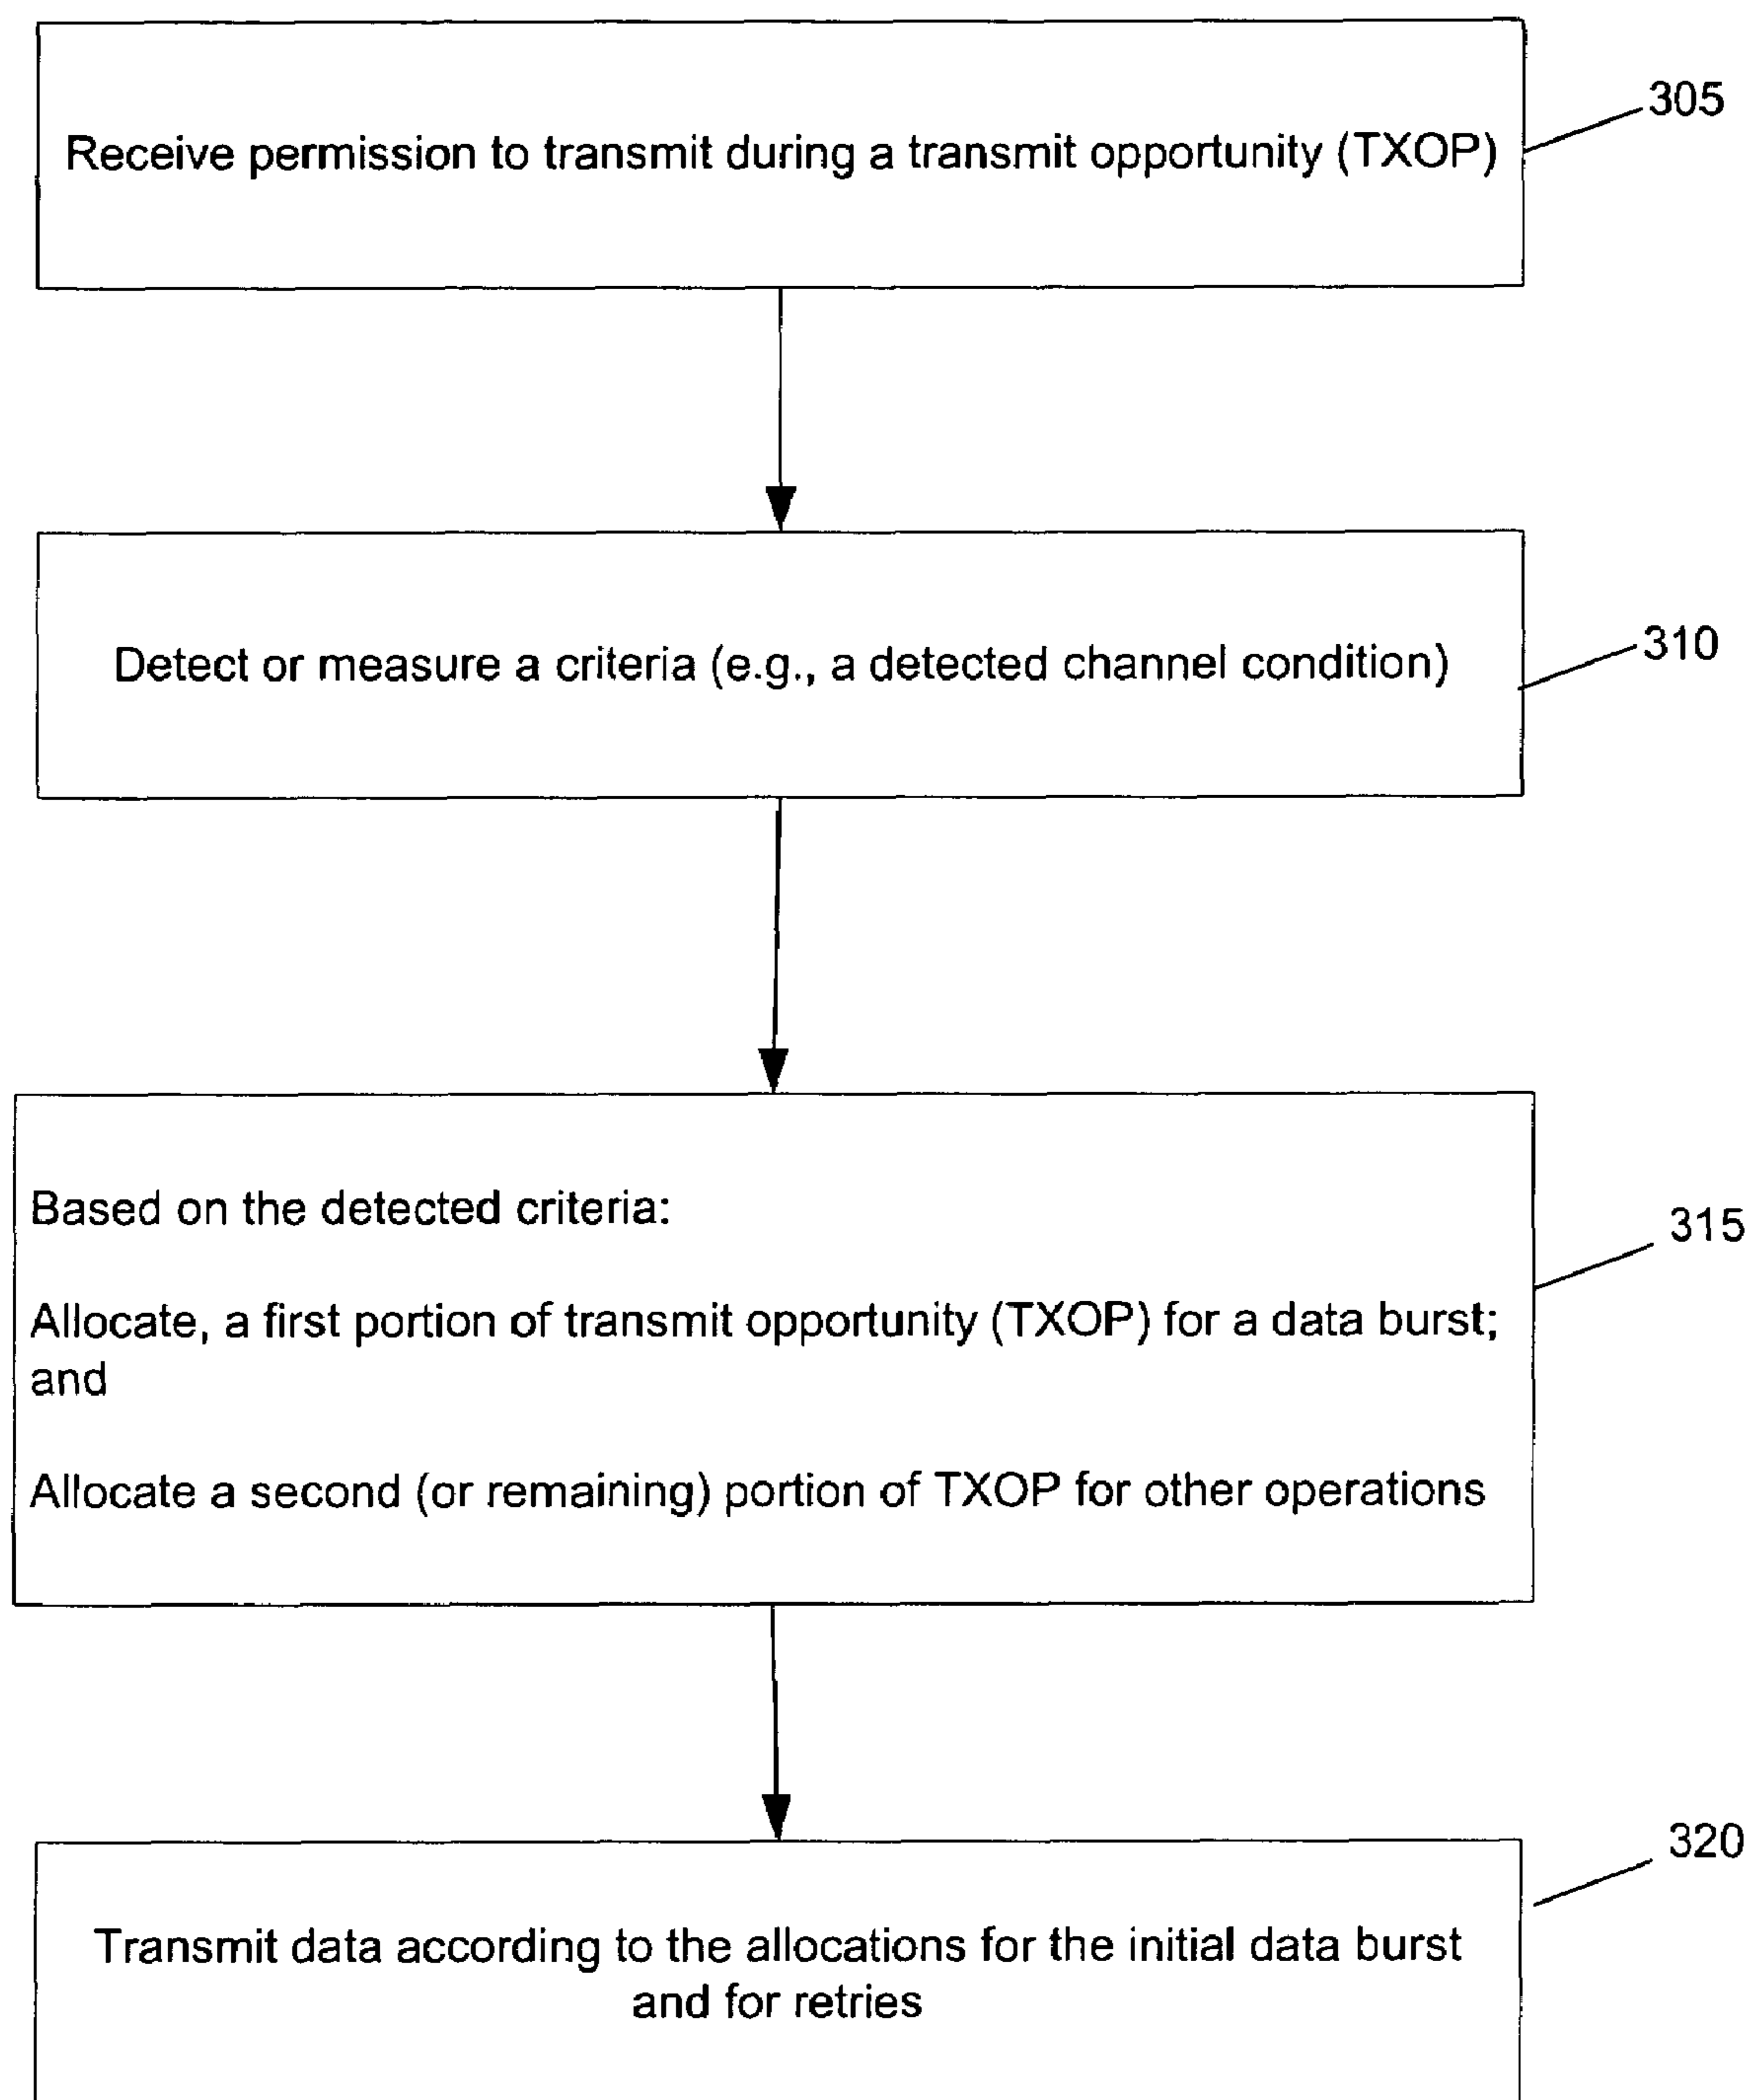 305
Receive permission to transmit during a transmit opportunity (TXOP)
310
Detect or measure a criteria (e.g., a detected channel condition)
315
Based on the detected criteria:
Allocate, a first portion of transmit opportunity (TXOP) for a data burst;
and
Allocate a second (or remaining) portion of TXOP for other operations
320
Transmit data according to the allocations for the initial data burst
and for retries